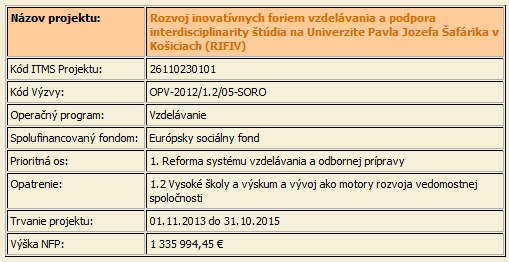 Názov projektu: Rozvoj inovatívnych foriem vzdelávania a podpora
interdisciplinarity štúdia na Univerzite Pavla Jozefa Šafárika v
Košiciach (RIFIV)
Kód ITMS Projektu: 26110230101
Kód Výzvy: OPV-2012/1.2/05-SORO
Operačný program: Vzdelávanie
Spolufinancovaný fondom: Európsky sociálny fond
Prioritná os: 1. Reforma systému vzdelávania a odbornej prípravy
Opatrenie: 1.2 Vysoké školy a výskum a vývoj ako motory rozvoja vedomostnej
spoločnosti
Trvanie projektu: 01.11.2013 do 31.10.2015
Výška NFP: 1 335 994,45 €